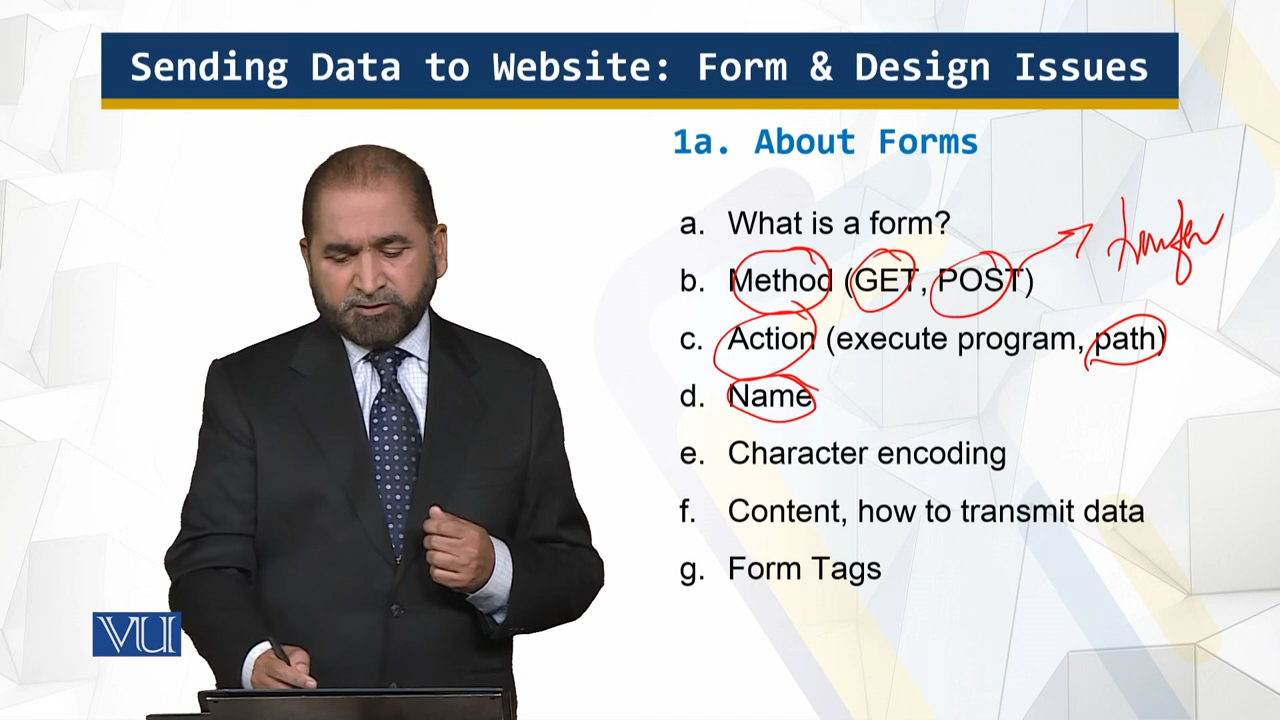 Sending Data to Website: Form & Design Issues
1a. About Forms
a. What is a form?
b. Method (GET, POST)
transfer
c. Action (execute program, path)
d. Name
e. Character encoding
f. Content, how to transmit data
g. Form Tags
VU